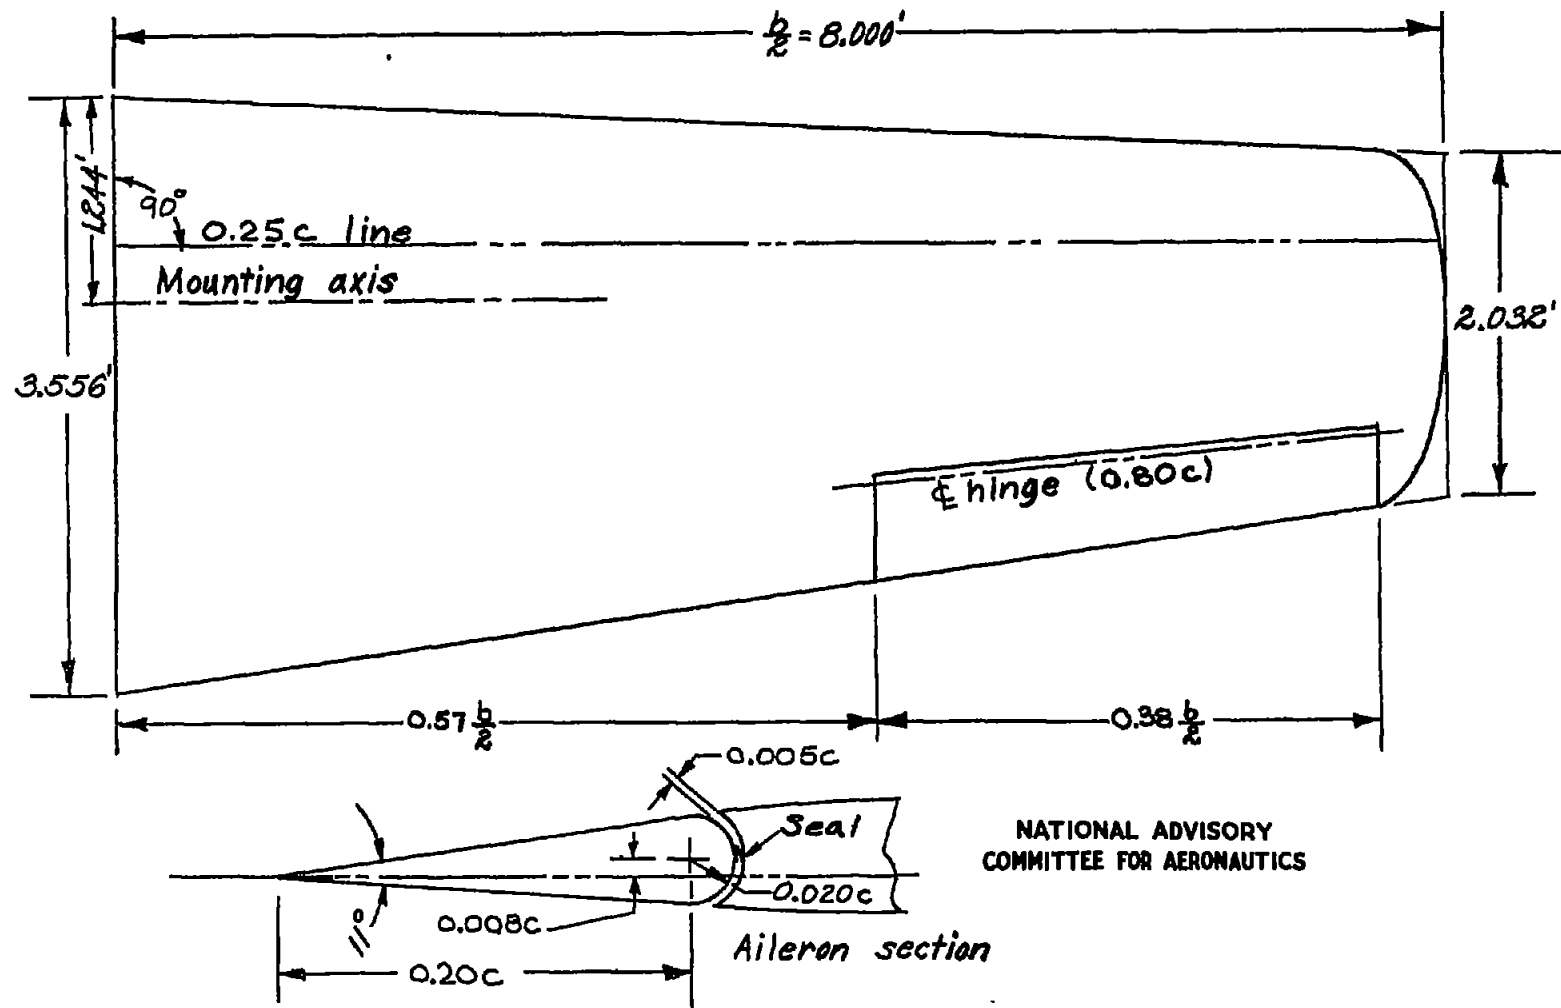 b/2 = 8.000'
1.244'
90°
0.25c line
Mounting axis
3.556'
2.032'
℄ hinge (0.80c)
0.57 b/2
0.38 b/2
0.005c
Seal
0.020c
0.008c
11°
0.20c
Aileron section
NATIONAL ADVISORY
COMMITTEE FOR AERONAUTICS